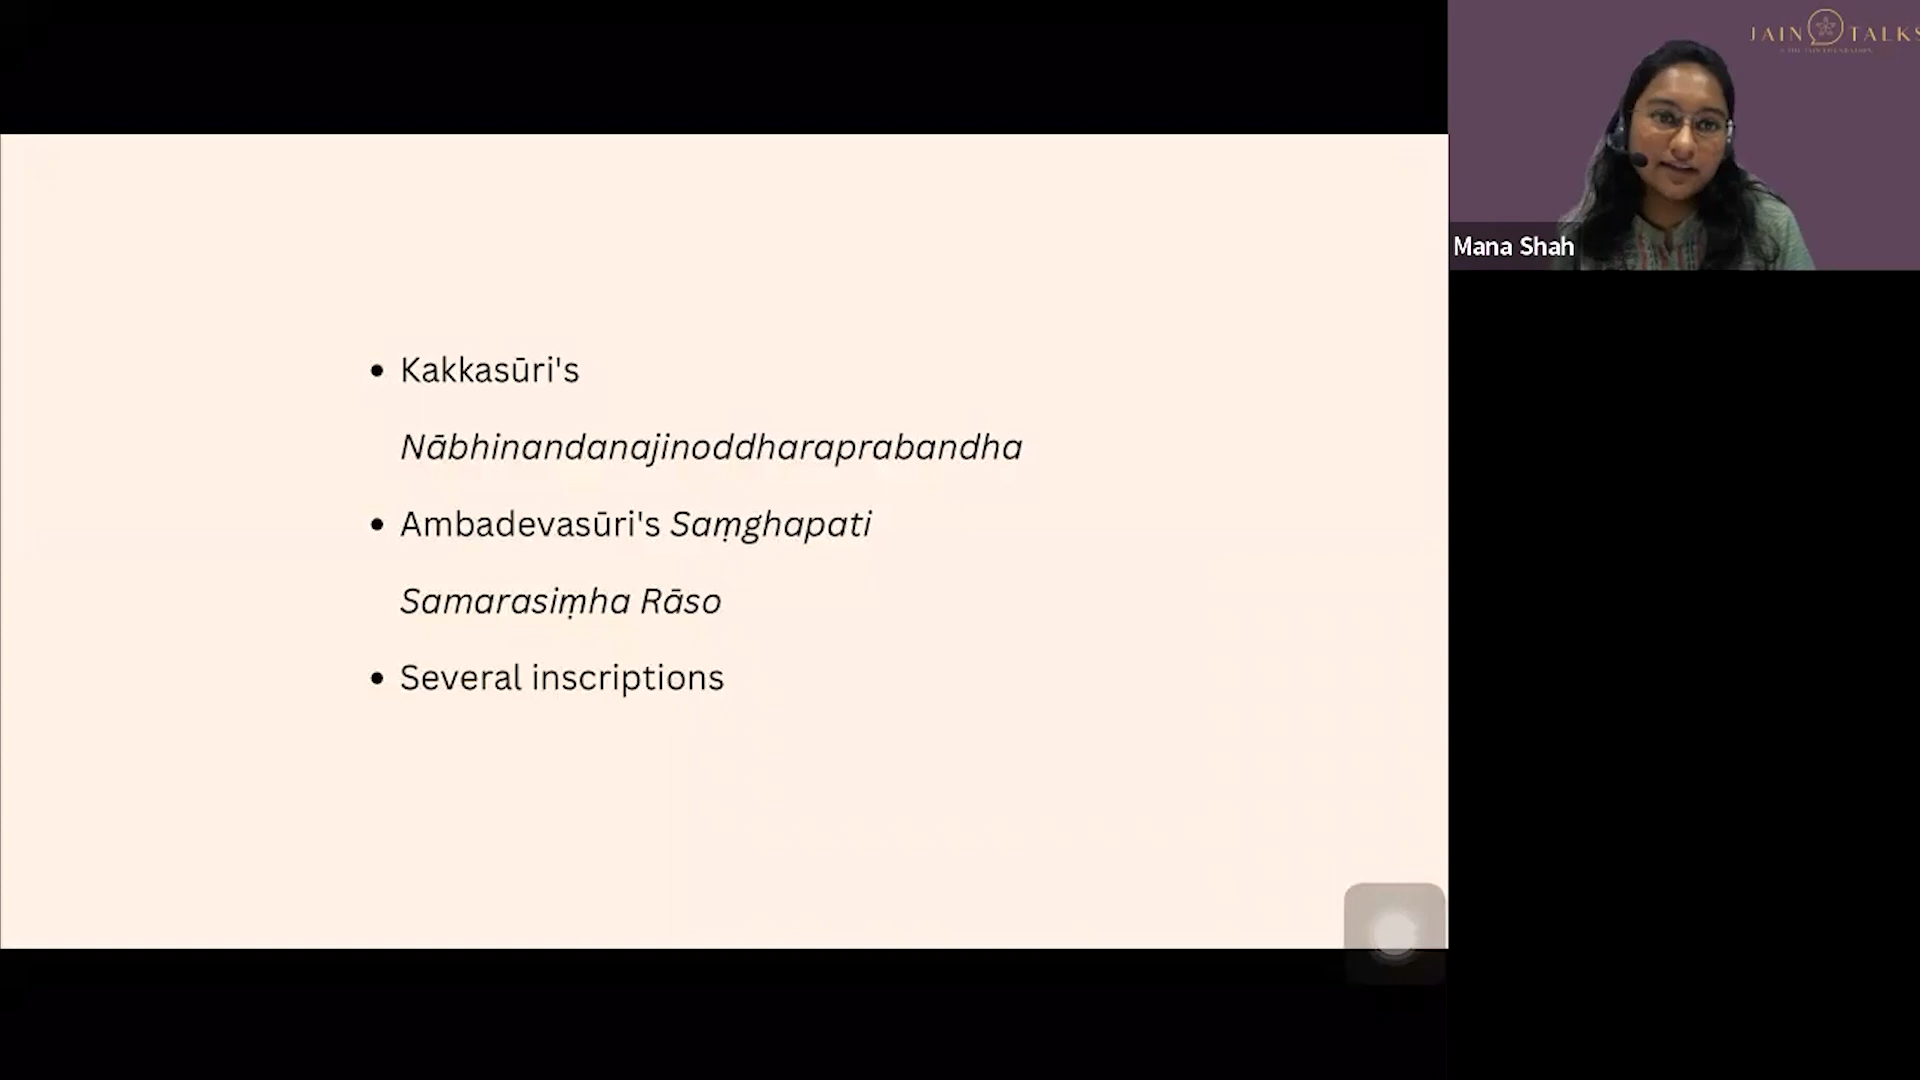 JAIN TALKS
Mana Shah
• Kakkasūri's
Nābhinandanajinoddharaprabandha
• Ambadevasūri's Saṃghapati
Samarasiṃha Rāso
• Several inscriptions